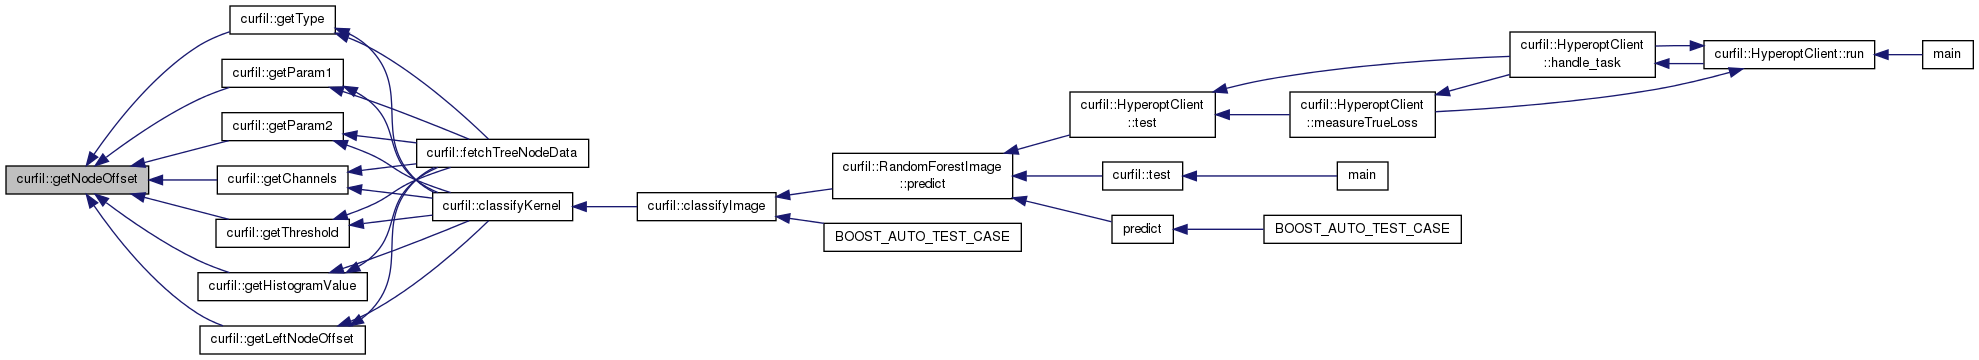 curfil::getNodeOffset
curfil::getType
curfil::getParam1
curfil::getParam2
curfil::getChannels
curfil::getThreshold
curfil::getHistogramValue
curfil::getLeftNodeOffset
curfil::fetchTreeNodeData
curfil::classifyKernel
curfil::classifyImage
curfil::RandomForestImage
::predict
BOOST_AUTO_TEST_CASE
curfil::HyperoptClient
::test
curfil::test
predict
curfil::HyperoptClient
::measureTrueLoss
main
BOOST_AUTO_TEST_CASE
curfil::HyperoptClient
::handle_task
curfil::HyperoptClient::run
main